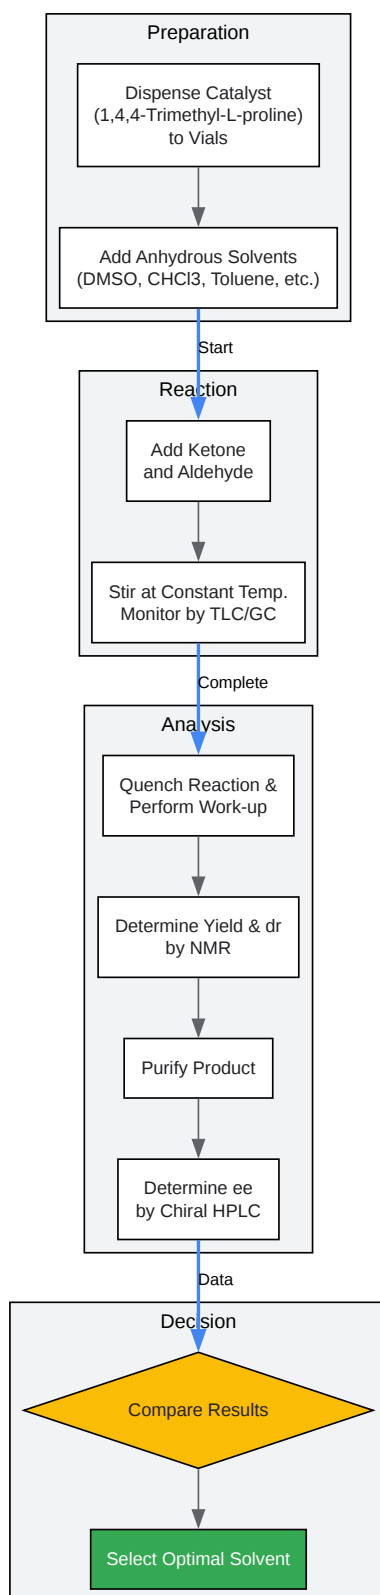 Preparation
Dispense Catalyst
(1,4,4-Trimethyl-L-proline)
to Vials
Add Anhydrous Solvents
(DMSO, CHCl3, Toluene, etc.)
Start
Reaction
Add Ketone
and Aldehyde
Stir at Constant Temp.
Monitor by TLC/GC
Complete
Analysis
Quench Reaction &
Perform Work-up
Determine Yield & dr
by NMR
Purify Product
Determine ee
by Chiral HPLC
Data
Decision
Compare Results
Select Optimal Solvent